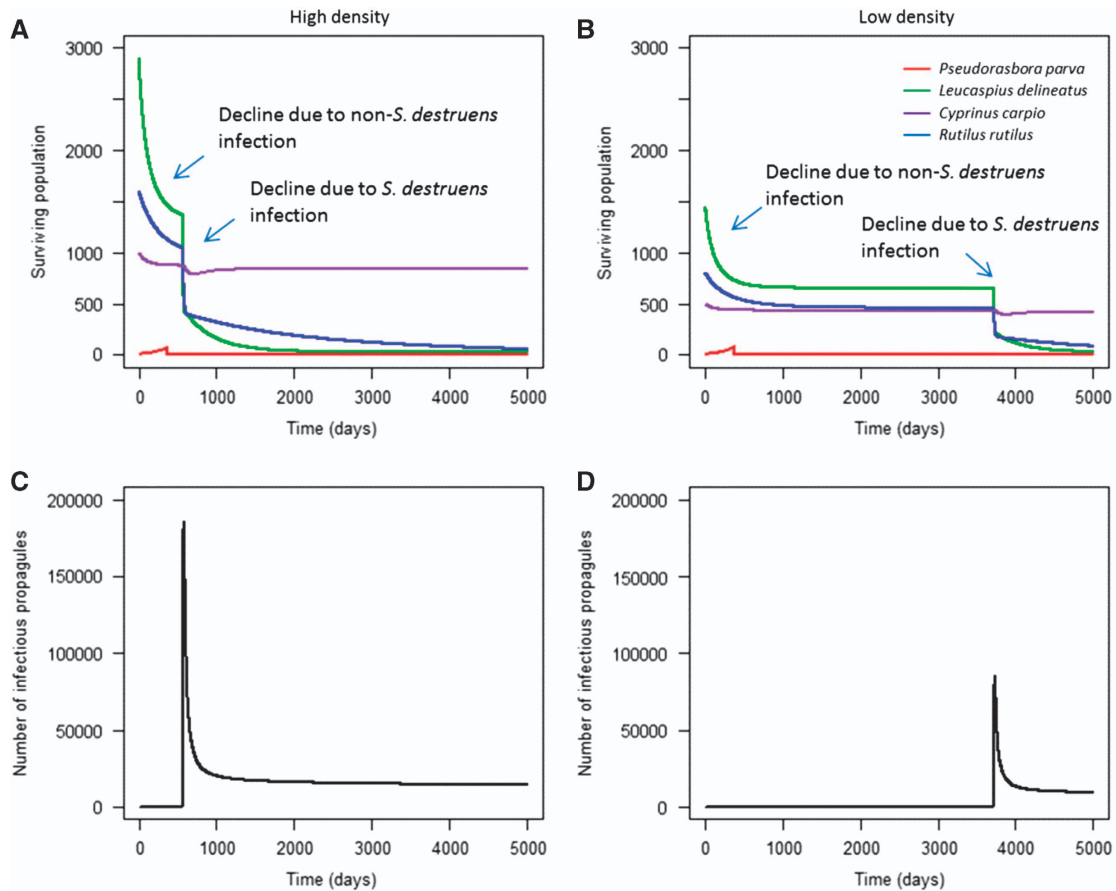 A
High density
3000
2000
1000
500
0
Surviving population
Decline due to non-S. destruens
infection
Decline due to S. destruens
infection
0 1000 2000 3000 4000 5000
Time (days)
B
Low density
3000
2000
1000
500
0
Surviving population
Pseudorasbora parva
Leucaspius delineatus
Cyprinus carpio
Rutilus rutilus
Decline due to non-S. destruens
infection
Decline due to S. destruens
infection
0 1000 2000 3000 4000 5000
Time (days)
C
200000
150000
100000
50000
0
Number of infectious propagules
0 1000 2000 3000 4000 5000
Time (days)
D
200000
150000
100000
50000
0
Number of infectious propagules
0 1000 2000 3000 4000 5000
Time (days)